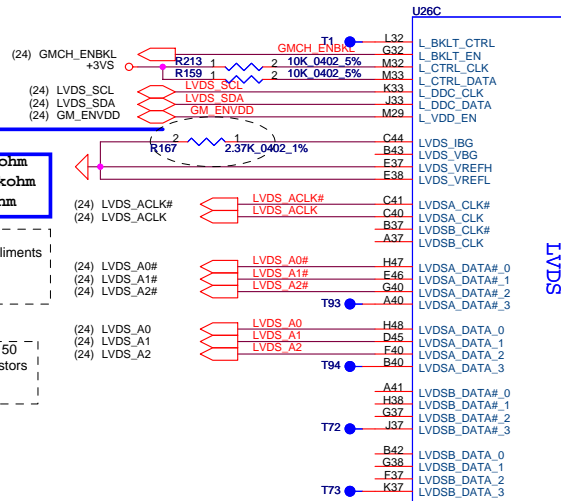 U26C
T1 L32 L_BKLT_CTRL
(24) GMCH_ENBKL GMCH_ENBKL G32 L_BKLT_EN
+3VS R213 1 2 10K_0402_5% M32 L_CTRL_CLK
R159 1 2 10K_0402_5% M33 L_CTRL_DATA
(24) LVDS_SCL LVDS_SCL K33 L_DDC_CLK
(24) LVDS_SDA LVDS_SDA J33 L_DDC_DATA
(24) GM_ENVDD GM_ENVDD M29 L_VDD_EN
R167 2 1 2.37K_0402_1% C44 LVDS_IBG
B43 LVDS_VBG
E37 LVDS_VREFH
E38 LVDS_VREFL
ohm
kohm
hm
(24) LVDS_ACLK# LVDS_ACLK# C41 LVDSA_CLK#
(24) LVDS_ACLK LVDS_ACLK C40 LVDSA_CLK
B37 LVDSB_CLK#
A37 LVDSB_CLK
liments
LVDS
(24) LVDS_A0# LVDS_A0# H47 LVDSA_DATA#_0
(24) LVDS_A1# LVDS_A1# E46 LVDSA_DATA#_1
(24) LVDS_A2# LVDS_A2# G40 LVDSA_DATA#_2
T93 A40 LVDSA_DATA#_3
(24) LVDS_A0 LVDS_A0 H48 LVDSA_DATA_0
(24) LVDS_A1 LVDS_A1 D45 LVDSA_DATA_1
(24) LVDS_A2 LVDS_A2 F40 LVDSA_DATA_2
T94 B40 LVDSA_DATA_3
50
stors
A41 LVDSB_DATA#_0
H38 LVDSB_DATA#_1
G37 LVDSB_DATA#_2
T72 J37 LVDSB_DATA#_3
B42 LVDSB_DATA_0
G38 LVDSB_DATA_1
F37 LVDSB_DATA_2
T73 K37 LVDSB_DATA_3